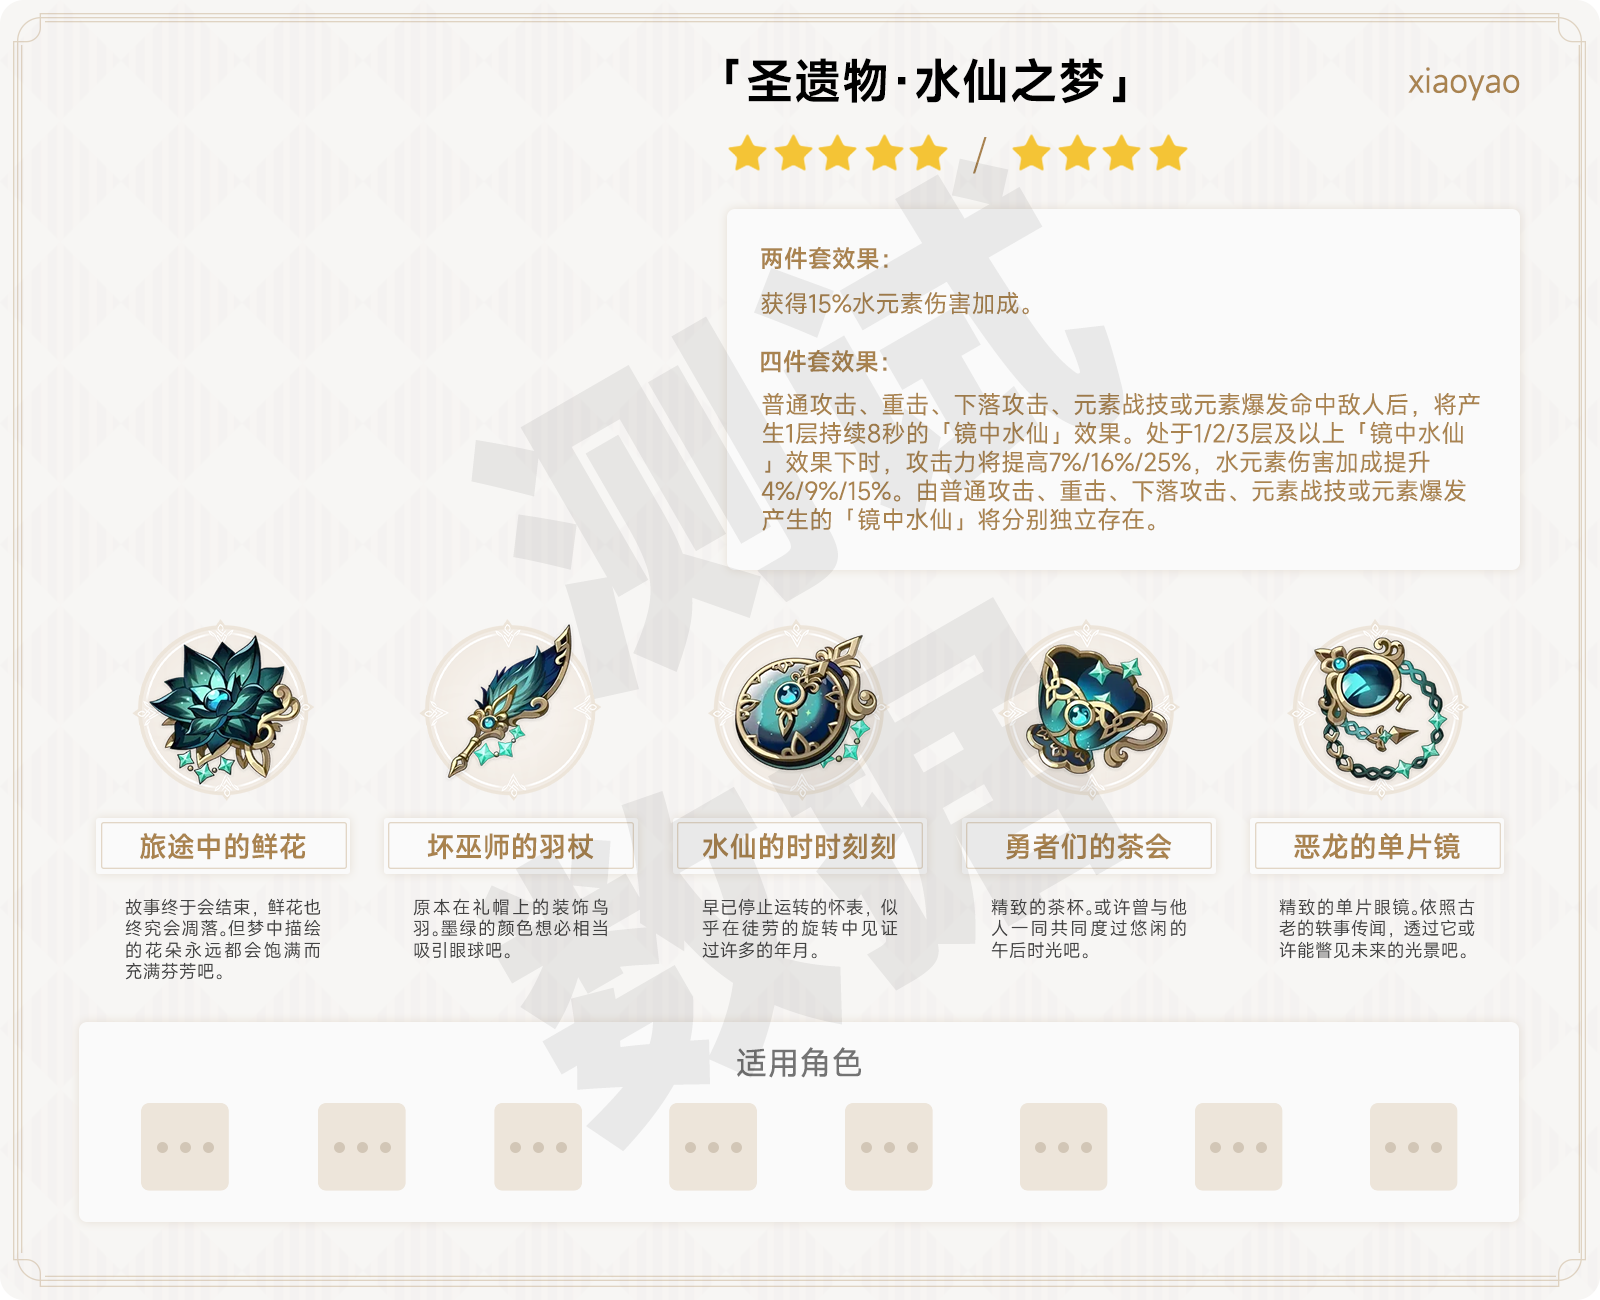 「圣遗物·水仙之梦」
xiaoyao
/
两件套效果：
获得15%水元素伤害加成。
四件套效果：
普通攻击、重击、下落攻击、元素战技或元素爆发命中敌人后，将产
生1层持续8秒的「镜中水仙」效果。处于1/2/3层及以上「镜中水仙
」效果下时，攻击力将提高7%/16%/25%，水元素伤害加成提升
4%/9%/15%。由普通攻击、重击、下落攻击、元素战技或元素爆发
产生的「镜中水仙」将分别独立存在。
测试
数据
旅途中的鲜花
故事终于会结束，鲜花也
终究会凋落。但梦中描绘
的花朵永远都会饱满而
充满芬芳吧。
坏巫师的羽杖
原本在礼帽上的装饰鸟
羽。墨绿的颜色想必相当
吸引眼球吧。
水仙的时时刻刻
早已停止运转的怀表，似
乎在徒劳的旋转中见证
过许多的年月。
勇者们的茶会
精致的茶杯。或许曾与他
人一同共同度过悠闲的
午后时光吧。
恶龙的单片镜
精致的单片眼镜。依照古
老的轶事传闻，透过它或
许能瞥见未来的光景吧。
适用角色